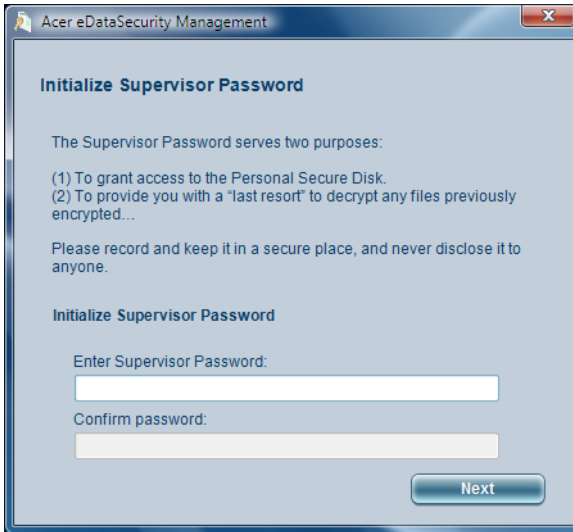 Acer eDataSecurity Management
Initialize Supervisor Password
The Supervisor Password serves two purposes:
(1) To grant access to the Personal Secure Disk.
(2) To provide you with a “last resort” to decrypt any files previously
encrypted...
Please record and keep it in a secure place, and never disclose it to
anyone.
Initialize Supervisor Password
Enter Supervisor Password:
Confirm password:
Next